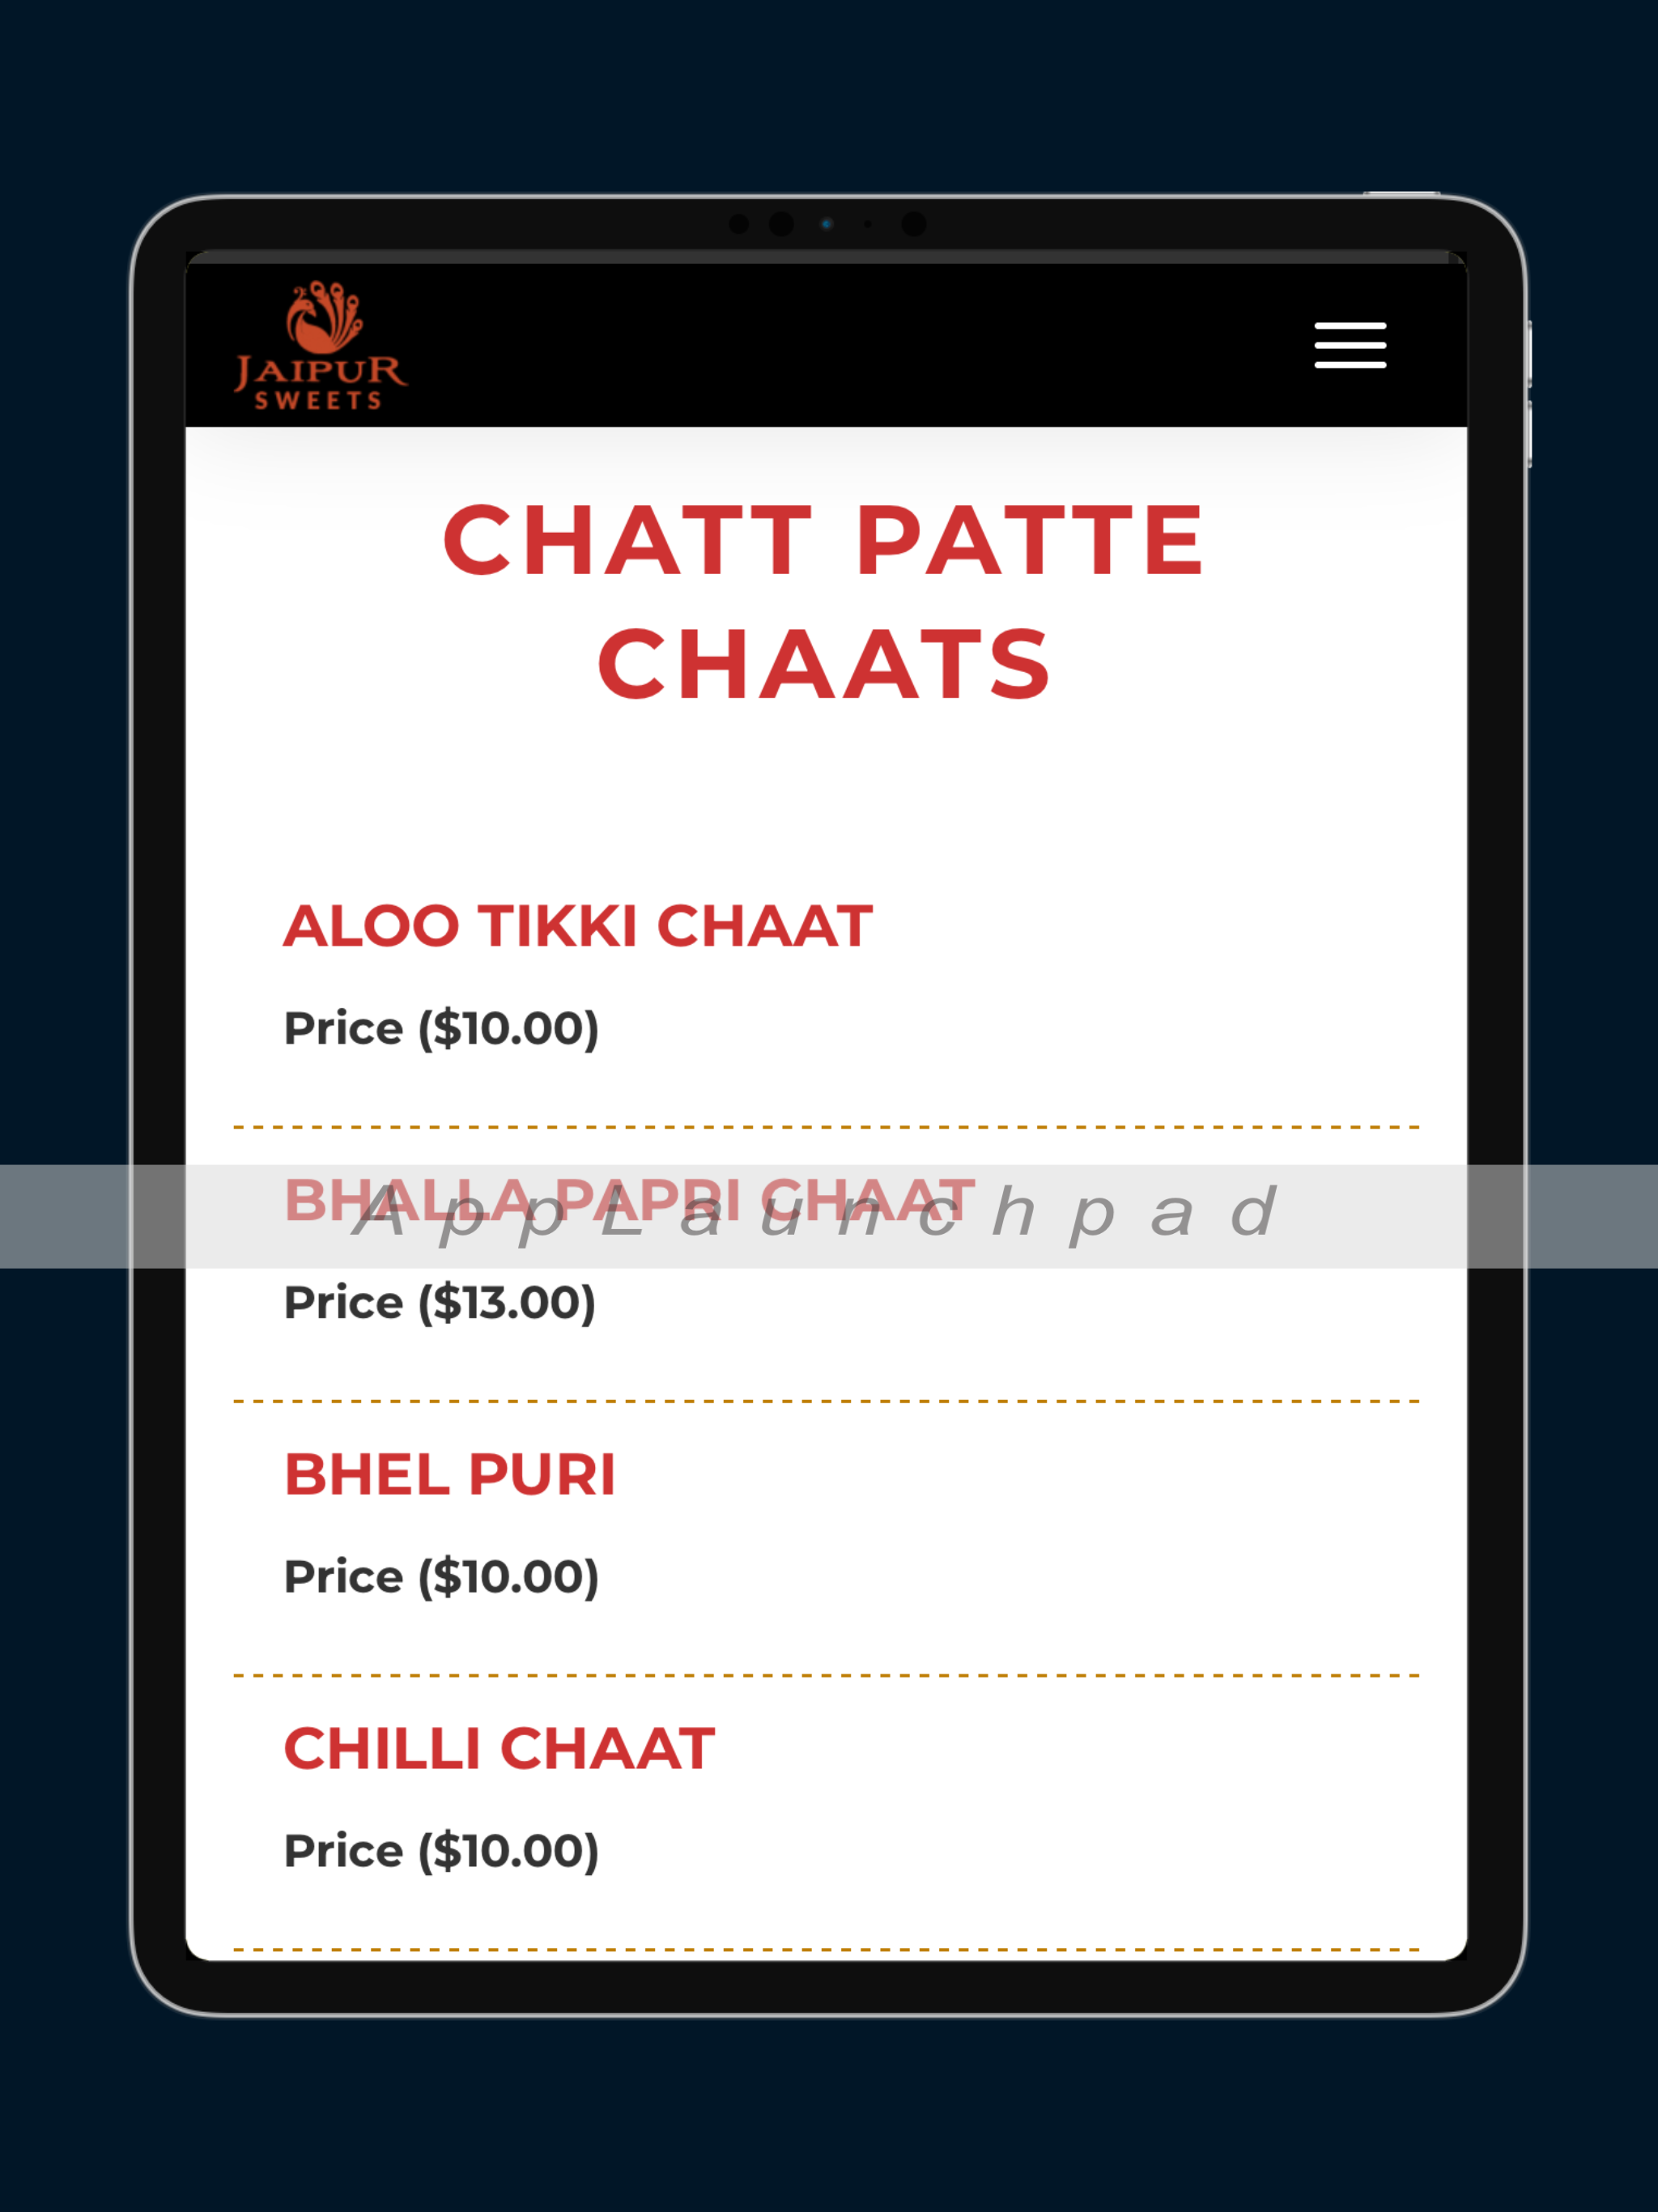 JAIPUR
SWEETS
CHATT PATTE
CHAATS
ALOO TIKKI CHAAT
Price ($10.00)
BHALLA PAPRI CHAAT
AppLaunchpad
Price ($13.00)
BHEL PURI
Price ($10.00)
CHILLI CHAAT
Price ($10.00)